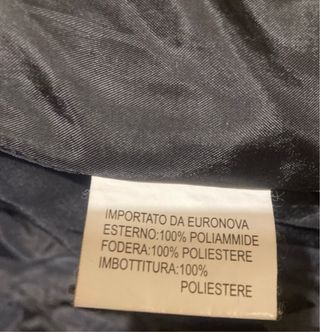 IMPORTATO DA EURONOVA
ESTERNO:100% POLIAMMIDE
FODERA:100% POLIESTERE
IMBOTTITURA:100%
POLIESTERE